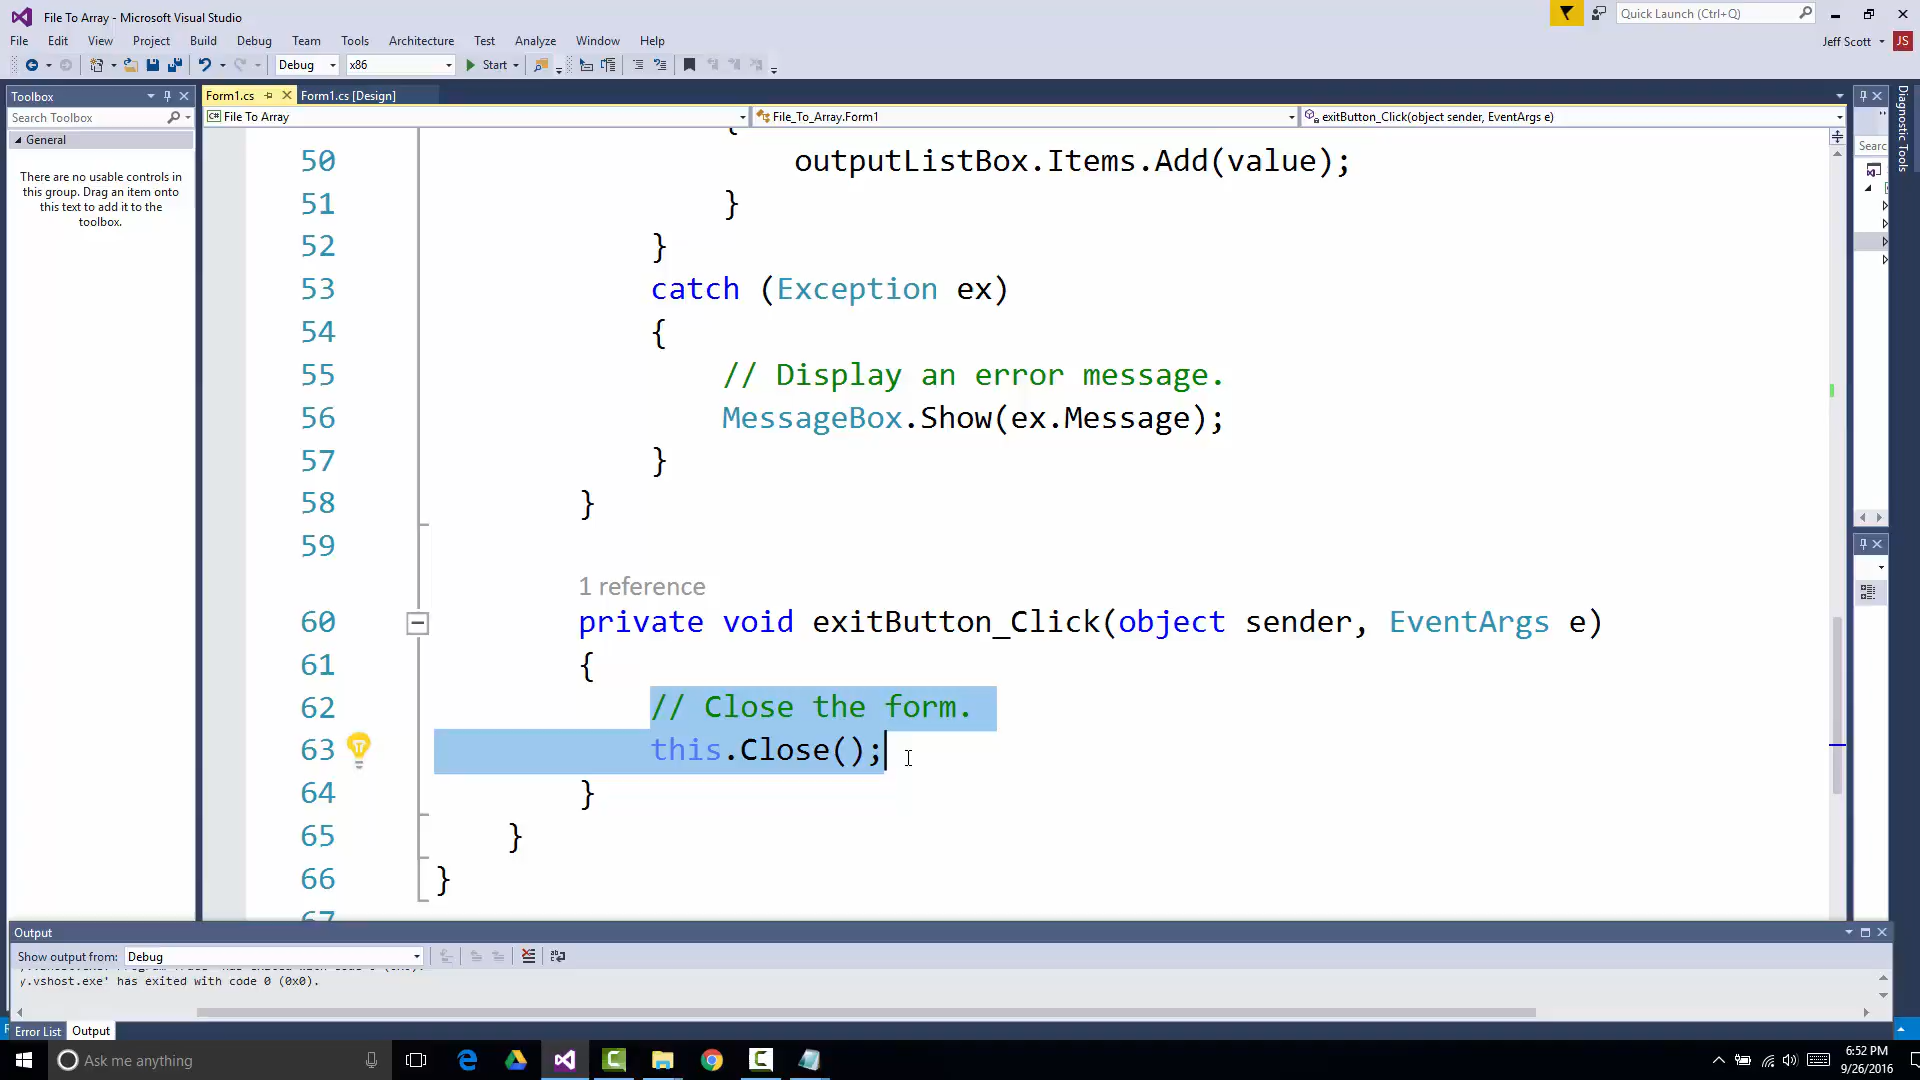 File To Array - Microsoft Visual Studio
Quick Launch (Ctrl+Q)
File Edit View Project Build Debug Team Tools Architecture Test Analyze Window Help
Jeff Scott JS
Debug x86 Start
Toolbox
Form1.cs Form1.cs [Design]
Search Toolbox
File To Array File_To_Array.Form1 exitButton_Click(object sender, EventArgs e)
General
There are no usable controls in
this group. Drag an item onto
this text to add it to the
toolbox.
Diagnostic Tools
Searc
{
50 outputListBox.Items.Add(value);
51 }
52 }
53 catch (Exception ex)
54 {
55 // Display an error message.
56 MessageBox.Show(ex.Message);
57 }
58 }
59
1 reference
60 private void exitButton_Click(object sender, EventArgs e)
61 {
62 // Close the form.
63 this.Close();
64 }
65 }
66 }
67
Output
Show output from: Debug
y.vshost.exe' has exited with code 0 (0x0).
Error List Output
Ask me anything
6:52 PM
9/26/2016